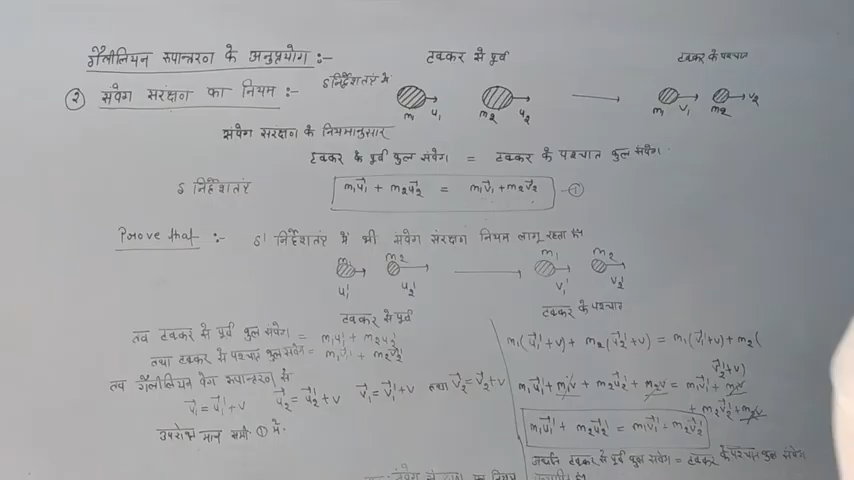 गैलीलियन रूपान्तरण के अनुप्रयोग :-
टक्कर से पूर्व
टक्कर के पश्चात
② संवेग संरक्षण का नियम :-
S निर्देशतंत्र में
m₁ u₁ m₂ u₂ m₁ v₁ m₂ v₂
संवेग संरक्षण के नियमानुसार
टक्कर के पूर्व कुल संवेग = टक्कर के पश्चात कुल संवेग
S निर्देशतंत्र
m₁u⃗₁ + m₂u⃗₂ = m₁v⃗₁ + m₂v⃗₂ —①
Prove that :- S' निर्देशतंत्र में भी संवेग संरक्षण नियम लागू रहता है।
m₁ m₂ m₁ m₂
u₁' u₂' v₁' v₂'
टक्कर से पूर्व
टक्कर के पश्चात
तब टक्कर से पूर्व कुल संवेग = m₁u₁' + m₂u₂'
तथा टक्कर से पश्चात कुल संवेग = m₁v⃗₁' + m₂v⃗₂'
तब गैलीलियन वेग रूपान्तरण से
u⃗₁ = u⃗₁' + v u⃗₂ = u⃗₂' + v v⃗₁ = v⃗₁' + v तथा v⃗₂ = v⃗₂' + v
उपरोक्त मान समी ① में
m₁(u⃗₁' + v) + m₂(u⃗₂' + v) = m₁(v⃗₁' + v) + m₂(
v⃗₂' + v)
m₁u⃗₁' + m₁v + m₂u⃗₂' + m₂v = m₁v⃗₁' + m₁v
+ m₂v⃗₂' + m₂v
m₁u⃗₁' + m₂u⃗₂' = m₁v⃗₁' + m₂v⃗₂'
अर्थात टक्कर से पूर्व कुल संवेग = टक्कर के पश्चात कुल संवेग